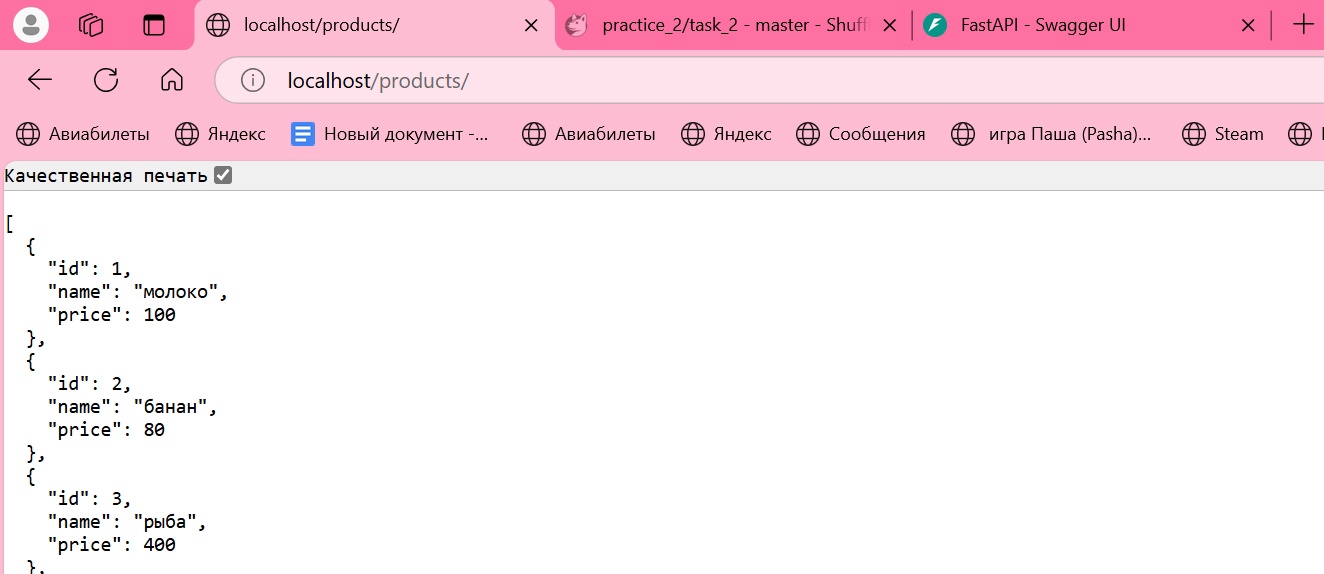 localhost/products/
practice_2/task_2 - master - Shuff
FastAPI - Swagger UI
localhost/products/
Авиабилеты
Яндекс
Новый документ -...
Авиабилеты
Яндекс
Сообщения
игра Паша (Pasha)...
Steam
Качественная печать
[
{
"id": 1,
"name": "молоко",
"price": 100
},
{
"id": 2,
"name": "банан",
"price": 80
},
{
"id": 3,
"name": "рыба",
"price": 400
},